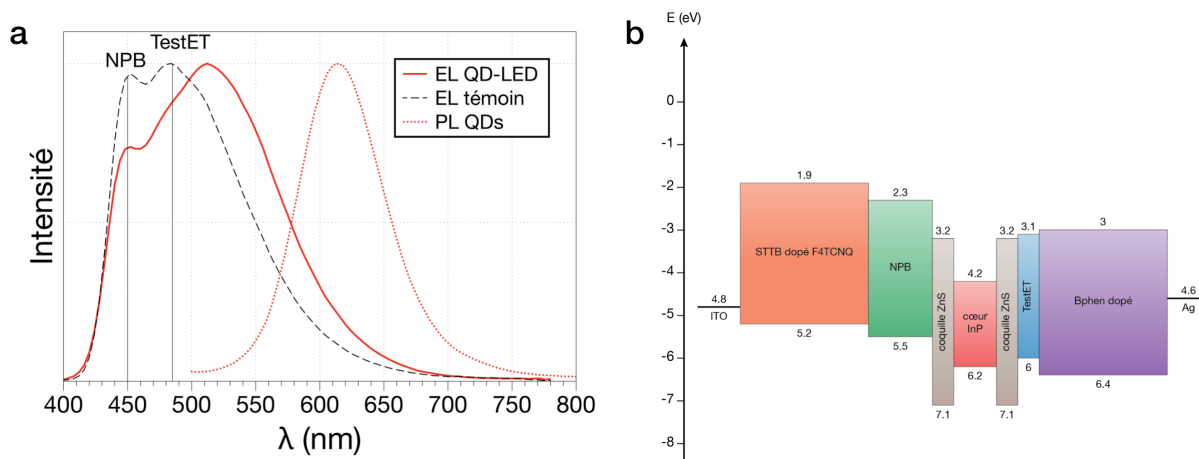 a
NPB
TestET
EL QD-LED
EL témoin
PL QDs
Intensité
400
450
500
550
600
650
700
750
800
λ (nm)
b
E (eV)
0
-2
-3
-4
-5
-6
-7
-8
4.8
ITO
1.9
STTB dopé F4TCNQ
5.2
2.3
NPB
5.5
3.2
coquille ZnS
7.1
4.2
cœur
InP
6.2
3.2
coquille ZnS
7.1
3.1
TestET
6
3
Bphen dopé
6.4
4.6
Ag